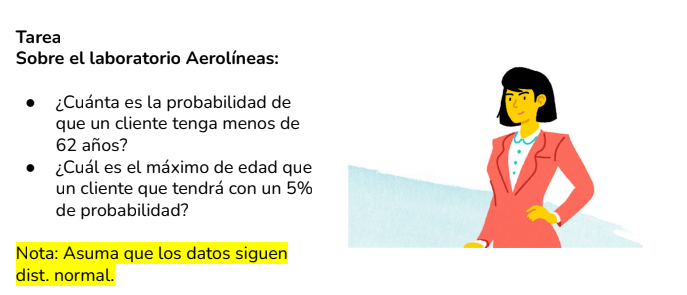 Tarea
Sobre el laboratorio Aerolíneas:
● ¿Cuánta es la probabilidad de
que un cliente tenga menos de
62 años?
● ¿Cuál es el máximo de edad que
un cliente que tendrá con un 5%
de probabilidad?
Nota: Asuma que los datos siguen
dist. normal.